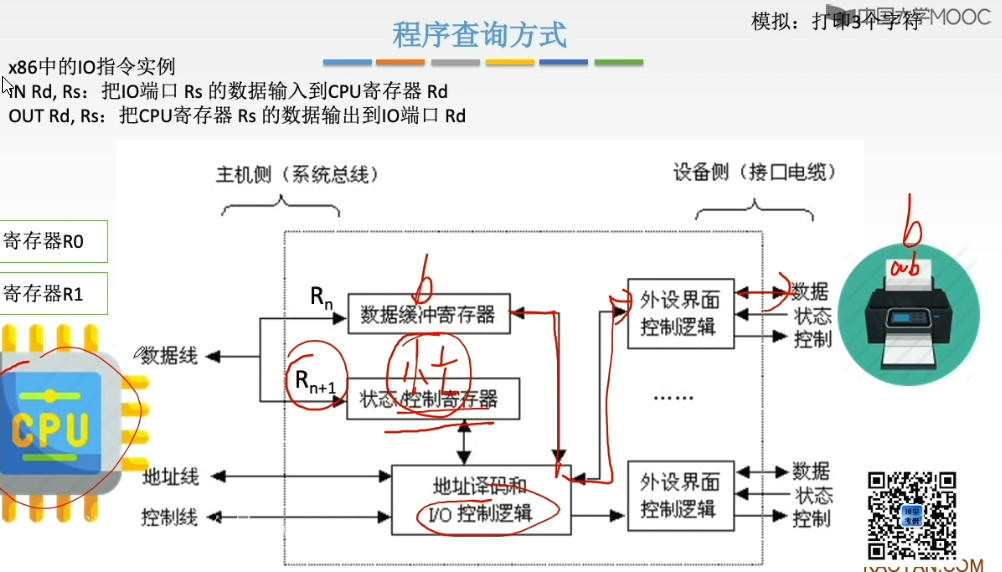 中国大学MOOC
模拟：打印3个字符
程序查询方式
x86中的IO指令实例
IN Rd, Rs：把IO端口 Rs 的数据输入到CPU寄存器 Rd
OUT Rd, Rs：把CPU寄存器 Rs 的数据输出到IO端口 Rd
主机侧（系统总线）
设备侧（接口电缆）
寄存器R0
寄存器R1
CPU
b
Rn
数据缓冲寄存器
Rn+1
忙
状态/控制寄存器
数据线
地址线
控制线
地址译码和
I/O 控制逻辑
外设界面
控制逻辑
数据
状态
控制
……
外设界面
控制逻辑
数据
状态
控制
b
ab